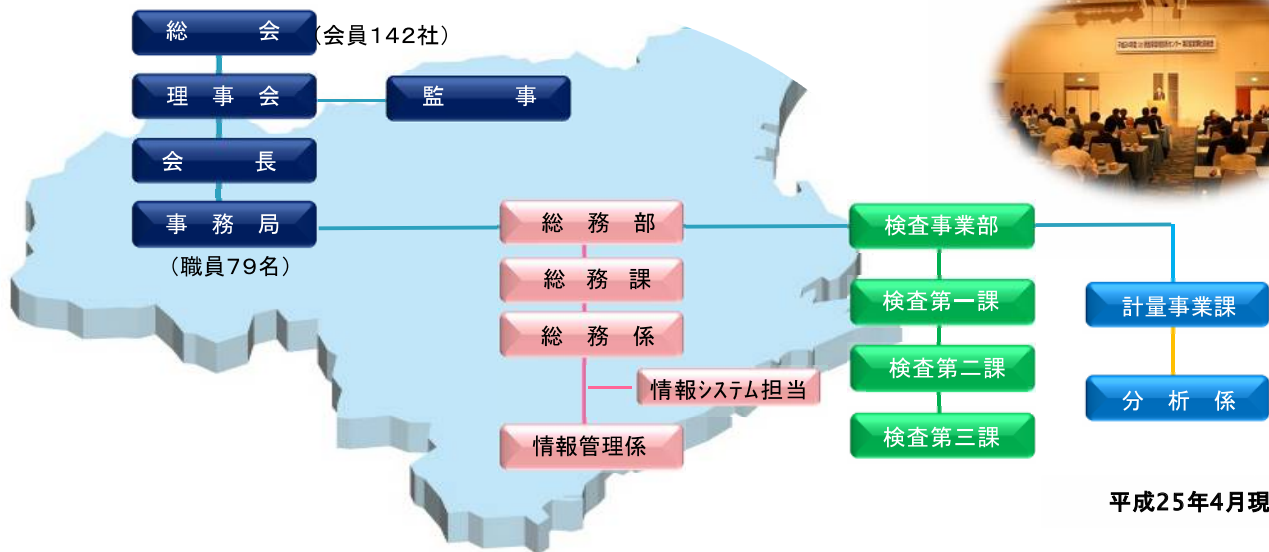 総　会 （会員142社）
理 事 会
監　事
会　長
事 務 局
（職員79名）
総 務 部
検査事業部
総 務 課
検査第一課
計量事業課
総 務 係
検査第二課
情報システム担当
分 析 係
検査第三課
情報管理係
平成25年4月現